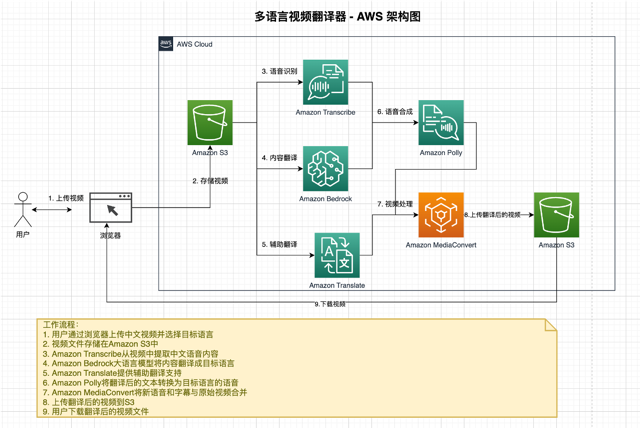 多语言视频翻译器 - AWS 架构图
aws
AWS Cloud
3. 语音识别
Amazon Transcribe
6. 语音合成
Amazon S3
Amazon Polly
4. 内容翻译
2. 存储视频
Amazon Bedrock
1. 上传视频
7. 视频处理
8.上传翻译后的视频
用户
浏览器
Amazon MediaConvert
Amazon S3
5. 辅助翻译
Amazon Translate
9.下载视频
工作流程：
1. 用户通过浏览器上传中文视频并选择目标语言
2. 视频文件存储在Amazon S3中
3. Amazon Transcribe从视频中提取中文语音内容
4. Amazon Bedrock大语言模型将内容翻译成目标语言
5. Amazon Translate提供辅助翻译支持
6. Amazon Polly将翻译后的文本转换为目标语言的语音
7. Amazon MediaConvert将新语音和字幕与原始视频合并
8. 上传翻译后的视频到S3
9. 用户下载翻译后的视频文件